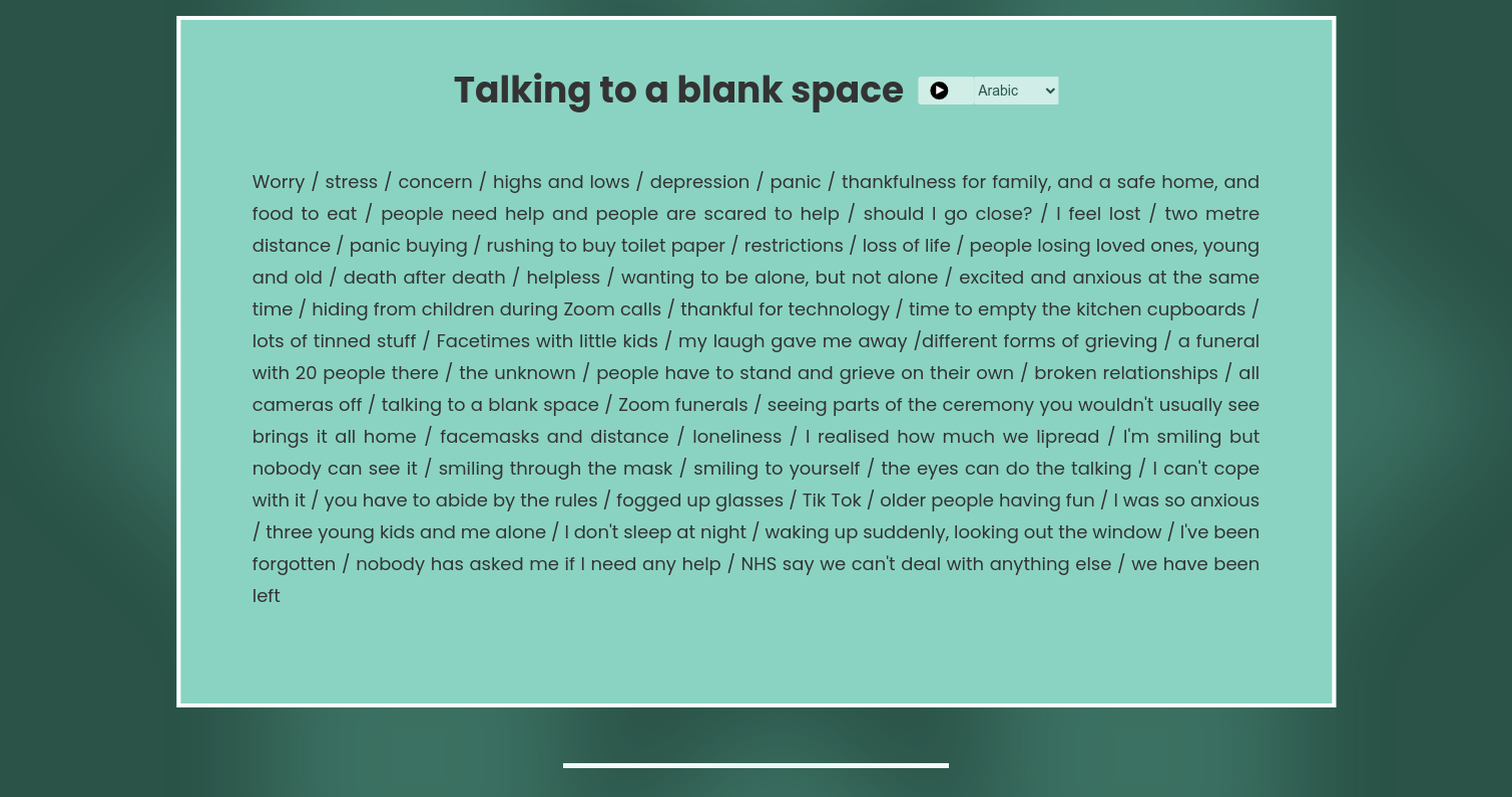 Talking to a blank space
Arabic
Worry / stress / concern / highs and lows / depression / panic / thankfulness for family, and a safe home, and
food to eat / people need help and people are scared to help / should I go close? / I feel lost / two metre
distance / panic buying / rushing to buy toilet paper / restrictions / loss of life / people losing loved ones, young
and old / death after death / helpless / wanting to be alone, but not alone / excited and anxious at the same
time / hiding from children during Zoom calls / thankful for technology / time to empty the kitchen cupboards /
lots of tinned stuff / Facetimes with little kids / my laugh gave me away /different forms of grieving / a funeral
with 20 people there / the unknown / people have to stand and grieve on their own / broken relationships / all
cameras off / talking to a blank space / Zoom funerals / seeing parts of the ceremony you wouldn't usually see
brings it all home / facemasks and distance / loneliness / I realised how much we lipread / I'm smiling but
nobody can see it / smiling through the mask / smiling to yourself / the eyes can do the talking / I can't cope
with it / you have to abide by the rules / fogged up glasses / Tik Tok / older people having fun / I was so anxious
/ three young kids and me alone / I don't sleep at night / waking up suddenly, looking out the window / I've been
forgotten / nobody has asked me if I need any help / NHS say we can't deal with anything else / we have been
left